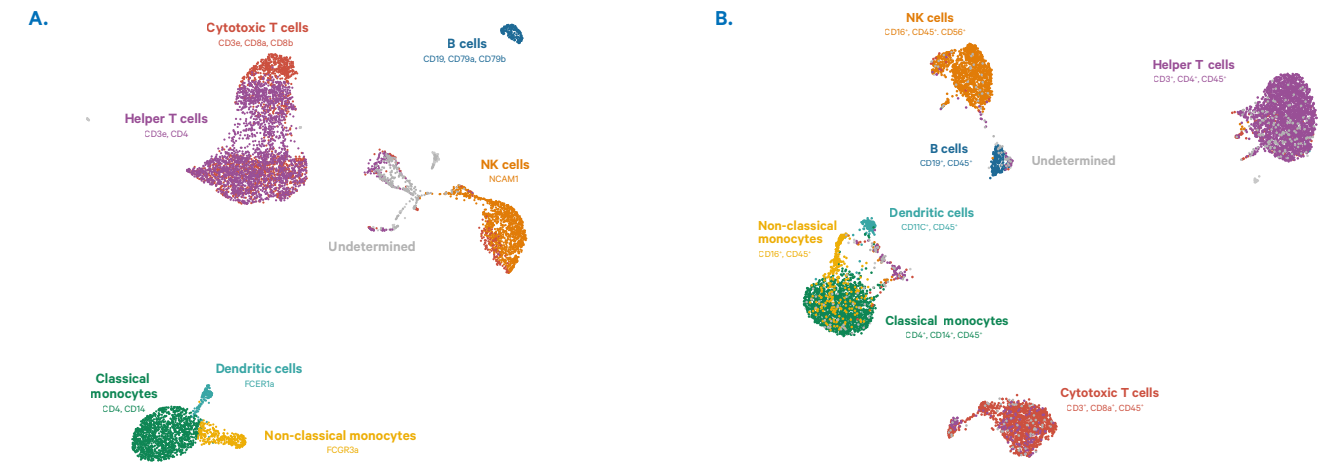 A.
Cytotoxic T cells
CD3e, CD8a, CD8b
B cells
CD19, CD79a, CD79b
Helper T cells
CD3e, CD4
NK cells
NCAM1
Undetermined
Dendritic cells
FCER1a
Classical
monocytes
CD4, CD14
Non-classical monocytes
FCGR3a
B.
NK cells
CD16⁺, CD45⁺, CD56⁺
Helper T cells
CD3⁺, CD4⁺, CD45⁺
B cells
CD19⁺, CD45⁺
Undetermined
Dendritic cells
CD11C⁺, CD45⁺
Non-classical
monocytes
CD16⁺, CD45⁺
Classical monocytes
CD4⁺, CD14⁺, CD45⁺
Cytotoxic T cells
CD3⁺, CD8a⁺, CD45⁺